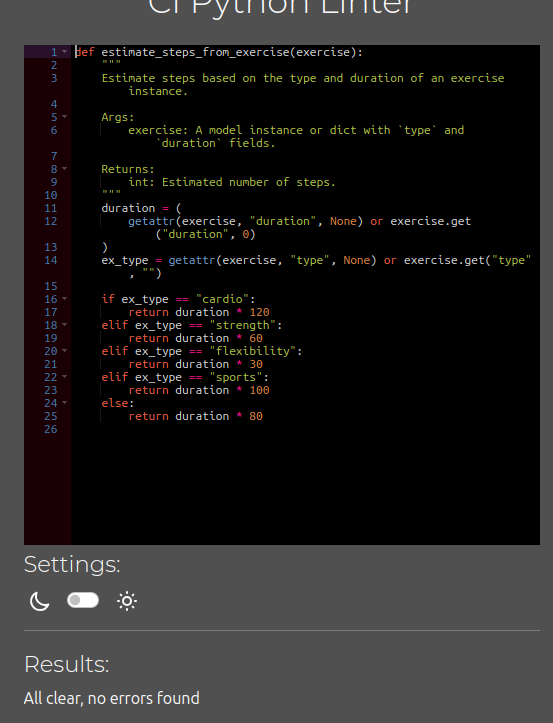 CI Python Linter
1 def estimate_steps_from_exercise(exercise):
2 """
3 Estimate steps based on the type and duration of an exercise
instance.
4
5 Args:
6 exercise: A model instance or dict with `type` and
`duration` fields.
7
8 Returns:
9 int: Estimated number of steps.
10 """
11 duration = (
12 getattr(exercise, "duration", None) or exercise.get
("duration", 0)
13 )
14 ex_type = getattr(exercise, "type", None) or exercise.get("type"
, "")
15
16 if ex_type == "cardio":
17 return duration * 120
18 elif ex_type == "strength":
19 return duration * 60
20 elif ex_type == "flexibility":
21 return duration * 30
22 elif ex_type == "sports":
23 return duration * 100
24 else:
25 return duration * 80
26
Settings:
Results:
All clear, no errors found